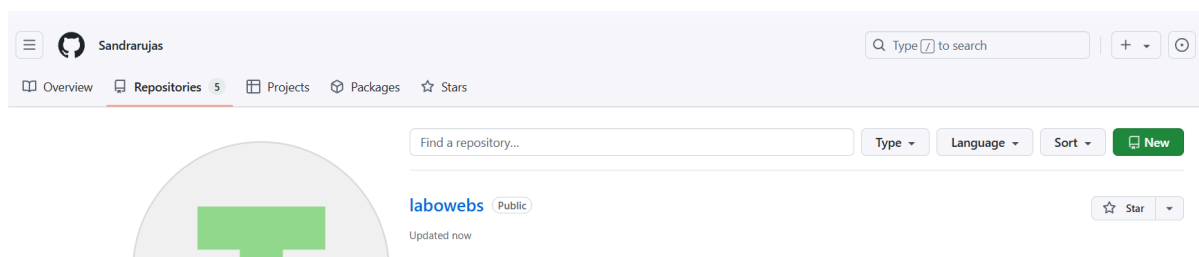 Sandrarujas
Type / to search
Overview Repositories 5 Projects Packages Stars
Find a repository... Type Language Sort New
labowebs Public Star
Updated now